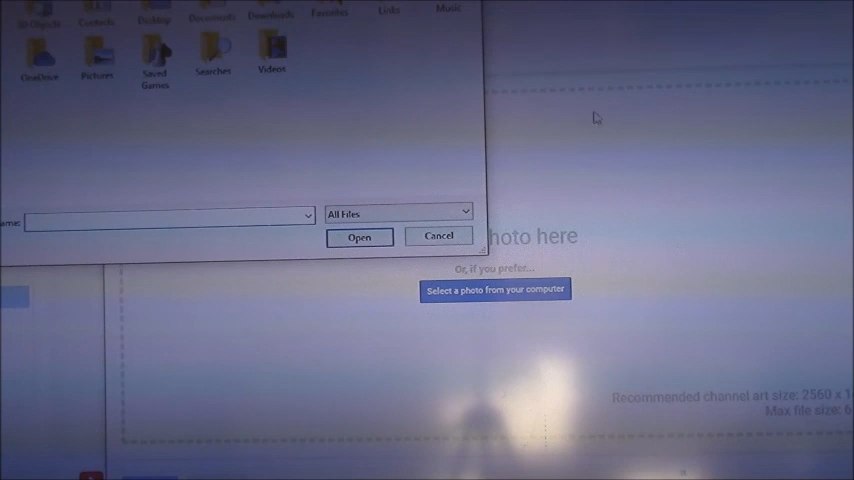 3D Objects
Contacts
Desktop
Documents
Downloads
Favorites
Links
Music
OneDrive
Pictures
Saved
Games
Searches
Videos
ame:
All Files
Open
Cancel
hoto here
Or, if you prefer...
Select a photo from your computer
Recommended channel art size: 2560 x 1
Max file size: 6